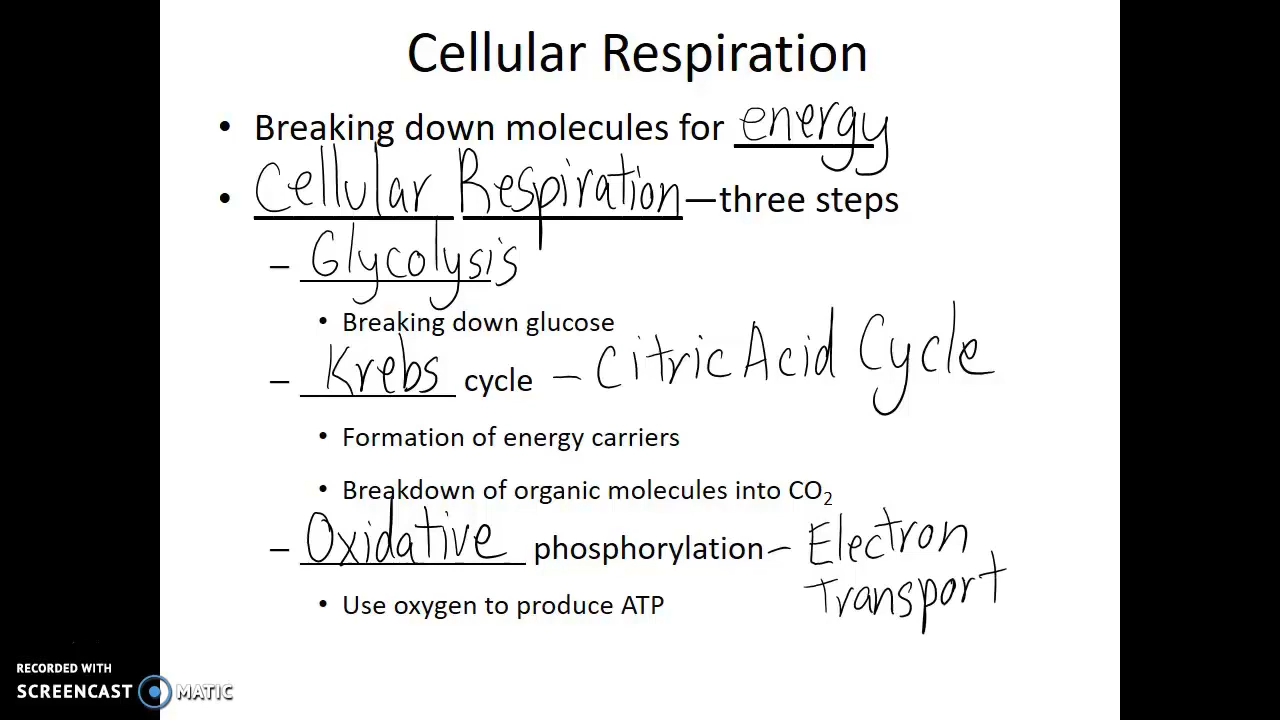 Cellular Respiration
• Breaking down molecules for energy
• Cellular Respiration—three steps
– Glycolysis
• Breaking down glucose
– Krebs cycle – Citric Acid Cycle
• Formation of energy carriers
• Breakdown of organic molecules into CO₂
– Oxidative phosphorylation – Electron
Transport
• Use oxygen to produce ATP
RECORDED WITH
SCREENCAST MATIC